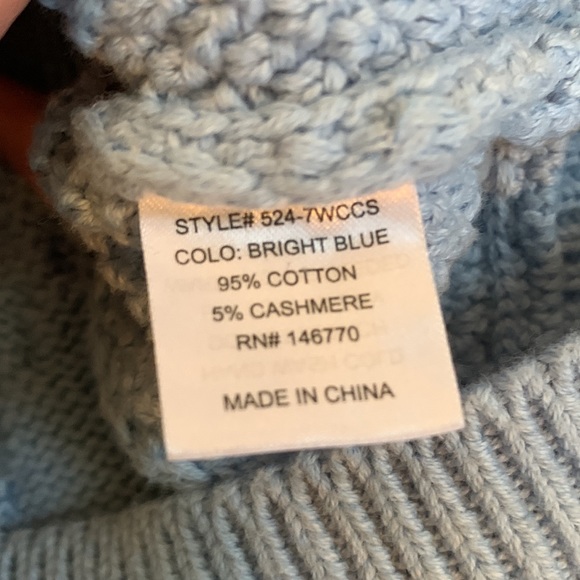 STYLE# 524-7WCCS
COLO: BRIGHT BLUE
95% COTTON
5% CASHMERE
RN# 146770
MADE IN CHINA